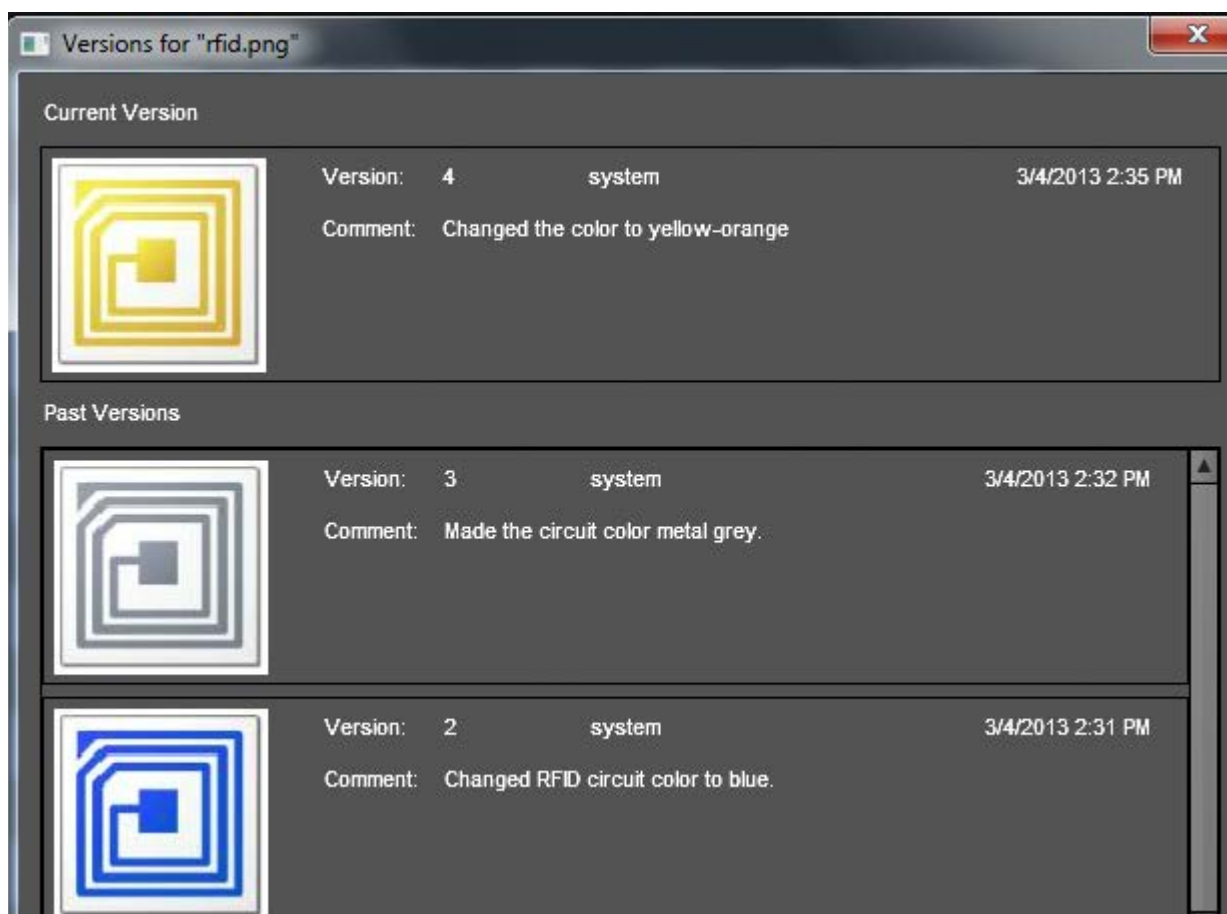 Versions for "rfid.png"
Current Version
Version: 4 system 3/4/2013 2:35 PM
Comment: Changed the color to yellow-orange
Past Versions
Version: 3 system 3/4/2013 2:32 PM
Comment: Made the circuit color metal grey.
Version: 2 system 3/4/2013 2:31 PM
Comment: Changed RFID circuit color to blue.